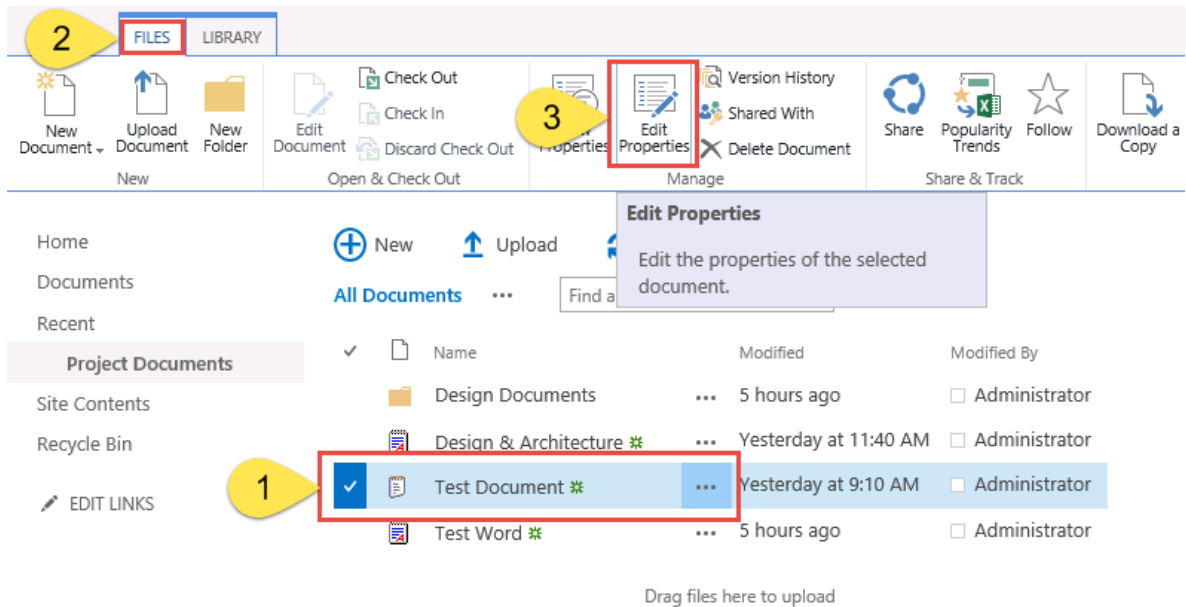 2
FILES
LIBRARY
New
Document
Upload
Document
New
Folder
New
Edit
Document
Check Out
Check In
Discard Check Out
Open & Check Out
3
Properties
Edit
Properties
Version History
Shared With
Delete Document
Manage
Share
Popularity
Trends
Follow
Share & Track
Download a
Copy
Edit Properties
Edit the properties of the selected
document.
Home
Documents
Recent
Project Documents
Site Contents
Recycle Bin
EDIT LINKS
New
Upload
All Documents
Find a
Name Modified Modified By
Design Documents ... 5 hours ago Administrator
Design & Architecture ... Yesterday at 11:40 AM Administrator
1
Test Document ... Yesterday at 9:10 AM Administrator
Test Word ... 5 hours ago Administrator
Drag files here to upload